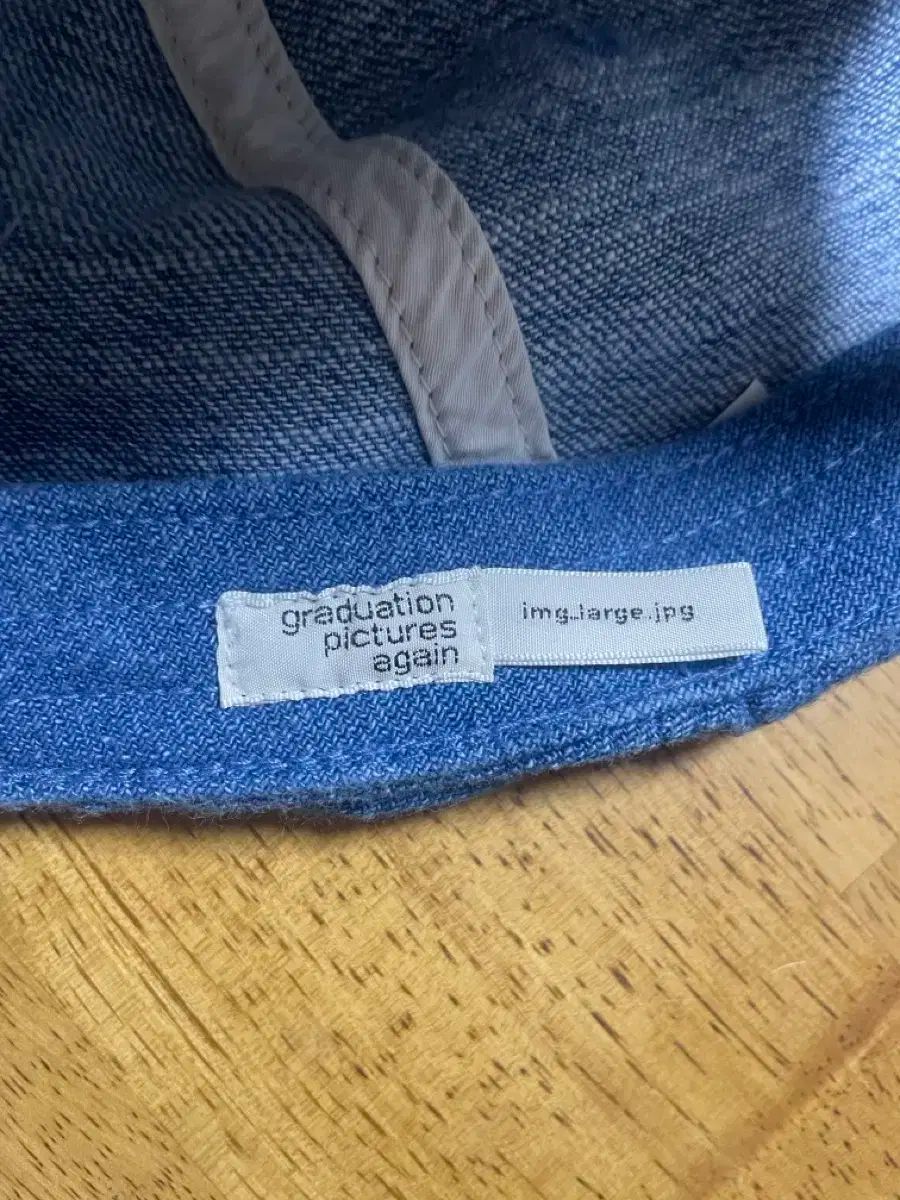 graduation
pictures
again
img_large.jpg